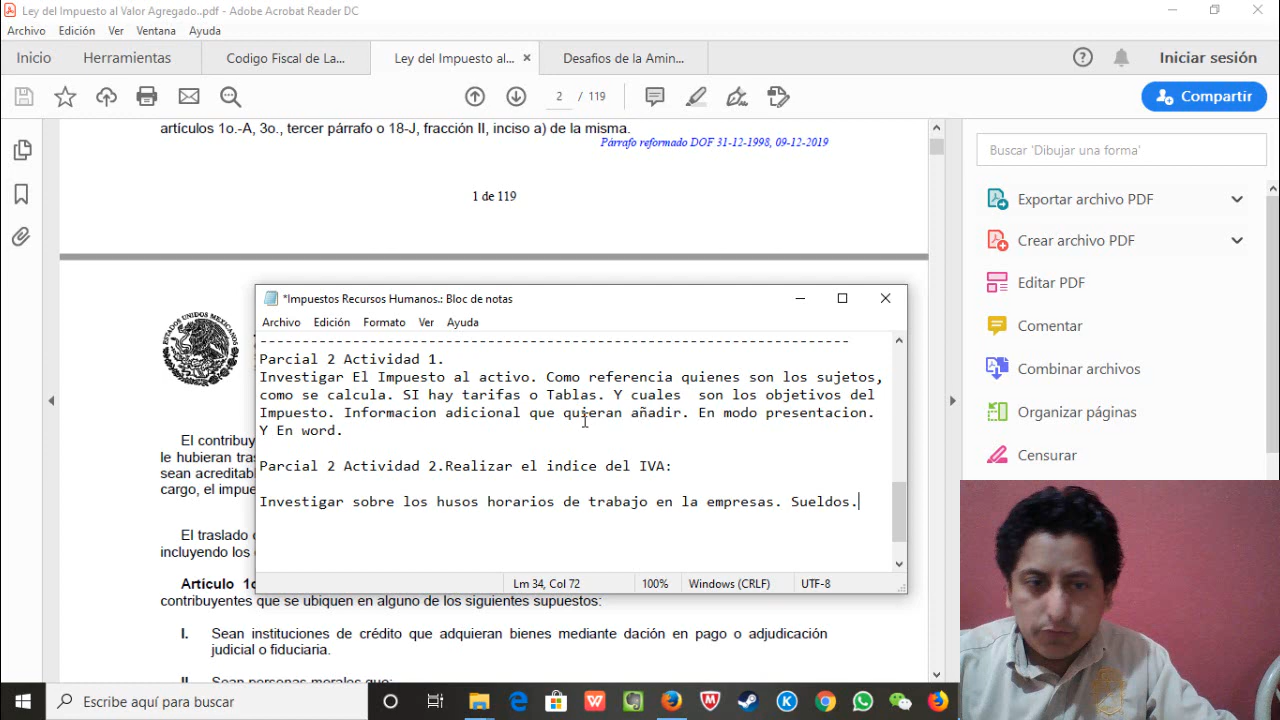 Ley del Impuesto al Valor Agregado..pdf - Adobe Acrobat Reader DC
Archivo Edición Ver Ventana Ayuda
Inicio Herramientas Codigo Fiscal de La... Ley del Impuesto al... Desafios de la Amin... Iniciar sesión
2 / 119 Compartir
artículos 1o.-A, 3o., tercer párrafo o 18-J, fracción II, inciso a) de la misma.
Párrafo reformado DOF 31-12-1998, 09-12-2019
1 de 119
Buscar 'Dibujar una forma'
Exportar archivo PDF
Crear archivo PDF
Editar PDF
Comentar
Combinar archivos
Organizar páginas
Censurar
ESTADOS UNIDOS MEXICANOS
*Impuestos Recursos Humanos.: Bloc de notas
Archivo Edición Formato Ver Ayuda
----------------------------------------------------------------------
Parcial 2 Actividad 1.
Investigar El Impuesto al activo. Como referencia quienes son los sujetos,
como se calcula. SI hay tarifas o Tablas. Y cuales  son los objetivos del
Impuesto. Informacion adicional que quieran añadir. En modo presentacion.
Y En word.
Parcial 2 Actividad 2.Realizar el indice del IVA:
Investigar sobre los husos horarios de trabajo en la empresas. Sueldos.
Lm 34, Col 72 100% Windows (CRLF) UTF-8
El contribuy
le hubieran tras
sean acreditab
cargo, el impue
El traslado
incluyendo los
Artículo 1o
contribuyentes que se ubiquen en alguno de los siguientes supuestos:
I. Sean instituciones de crédito que adquieran bienes mediante dación en pago o adjudicación
judicial o fiduciaria.
II. Sean personas morales que:
Escribe aquí para buscar